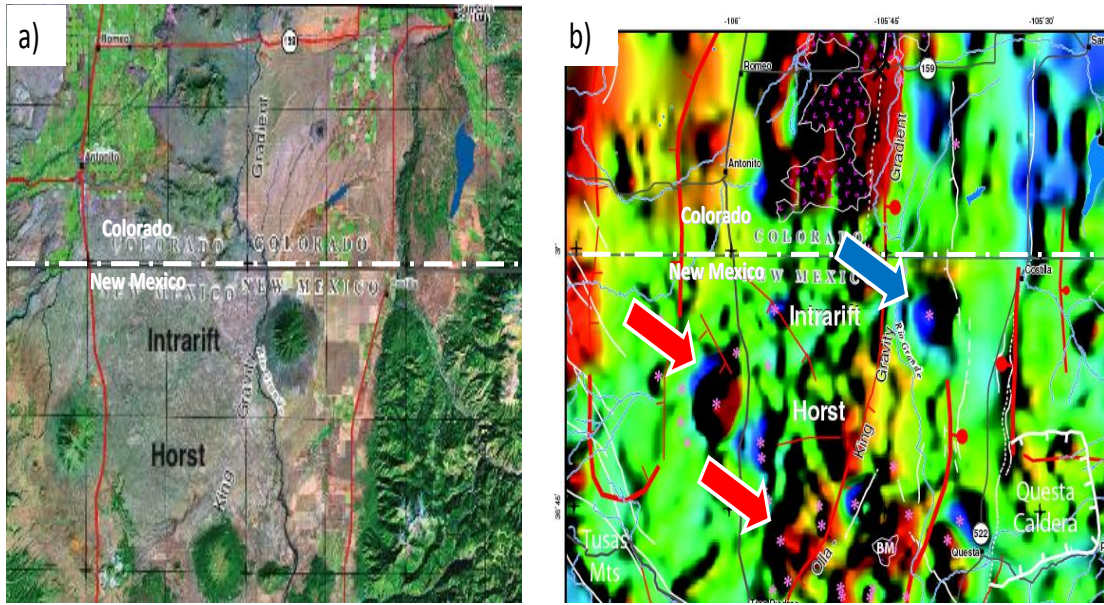 a)
Romeo
159
Gradient
Antonito
Colorado
COLORADO COLORADO
New Mexico
NEW MEXICO NEW MEXICO
Intrarift
Gravity
Horst
King
b)
-106
-105'45
-105'30
Romeo
159
San
Gradient
Antonito
Colorado
COLORADO
New Mexico
NEW MEXICO
Costilla
Intrarift
Rio Grande
Gravity
Horst
King
36'45'
Questa
Caldera
Tusas
Mts
522
BM
Questa
Olla